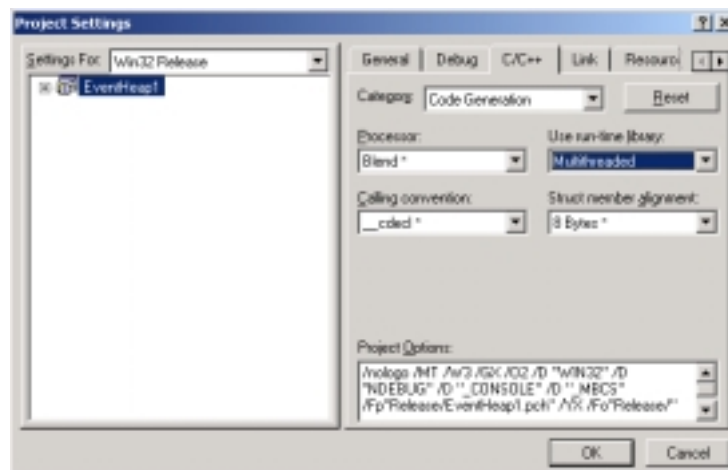 Project Settings
Settings For: Win32 Release
EventHeap1
General Debug C/C++ Link Resourc
Category: Code Generation Reset
Processor: Use run-time library:
Blend * Multithreaded
Calling convention: Struct member alignment:
__cdecl * 8 Bytes *
Project Options:
/nologo /MT /W3 /GX /O2 /D "WIN32" /D
"NDEBUG" /D "_CONSOLE" /D "_MBCS"
/Fp"Release/EventHeap1.pch" /YX /Fo"Release/"
OK Cancel